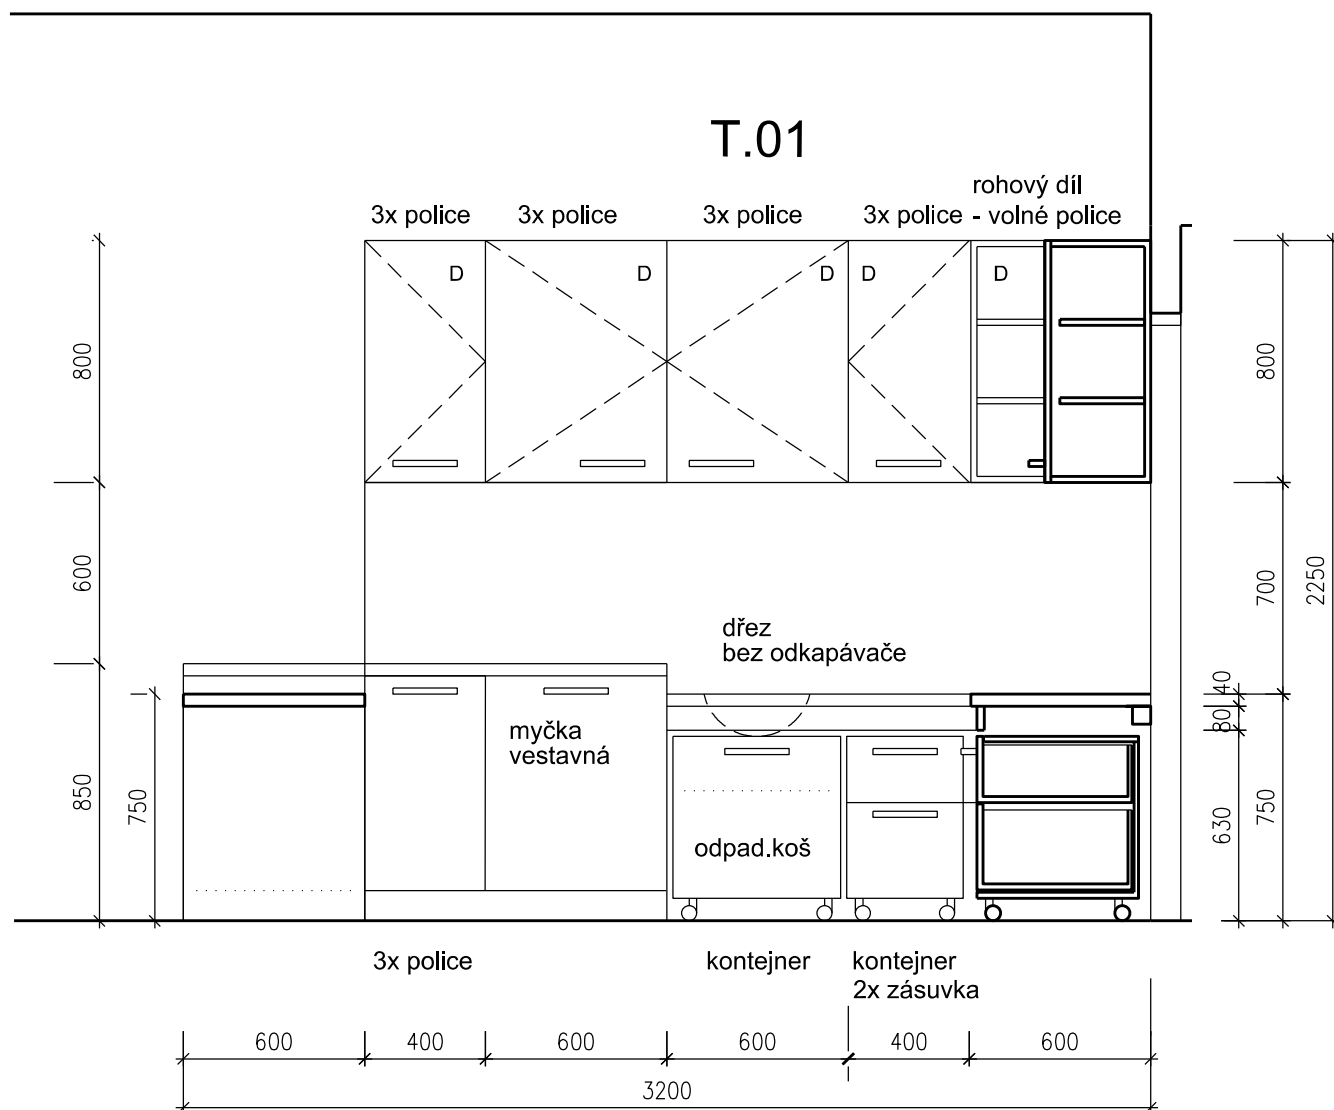 T.01
rohový díl
- volné police
3x police
3x police
3x police
3x police
D
D
D
D
D
800
600
850
750
800
700
750
2250
40
80
630
dřez
bez odkapávače
myčka
vestavná
odpad.koš
3x police
kontejner
kontejner
2x zásuvka
600
400
600
600
400
600
3200